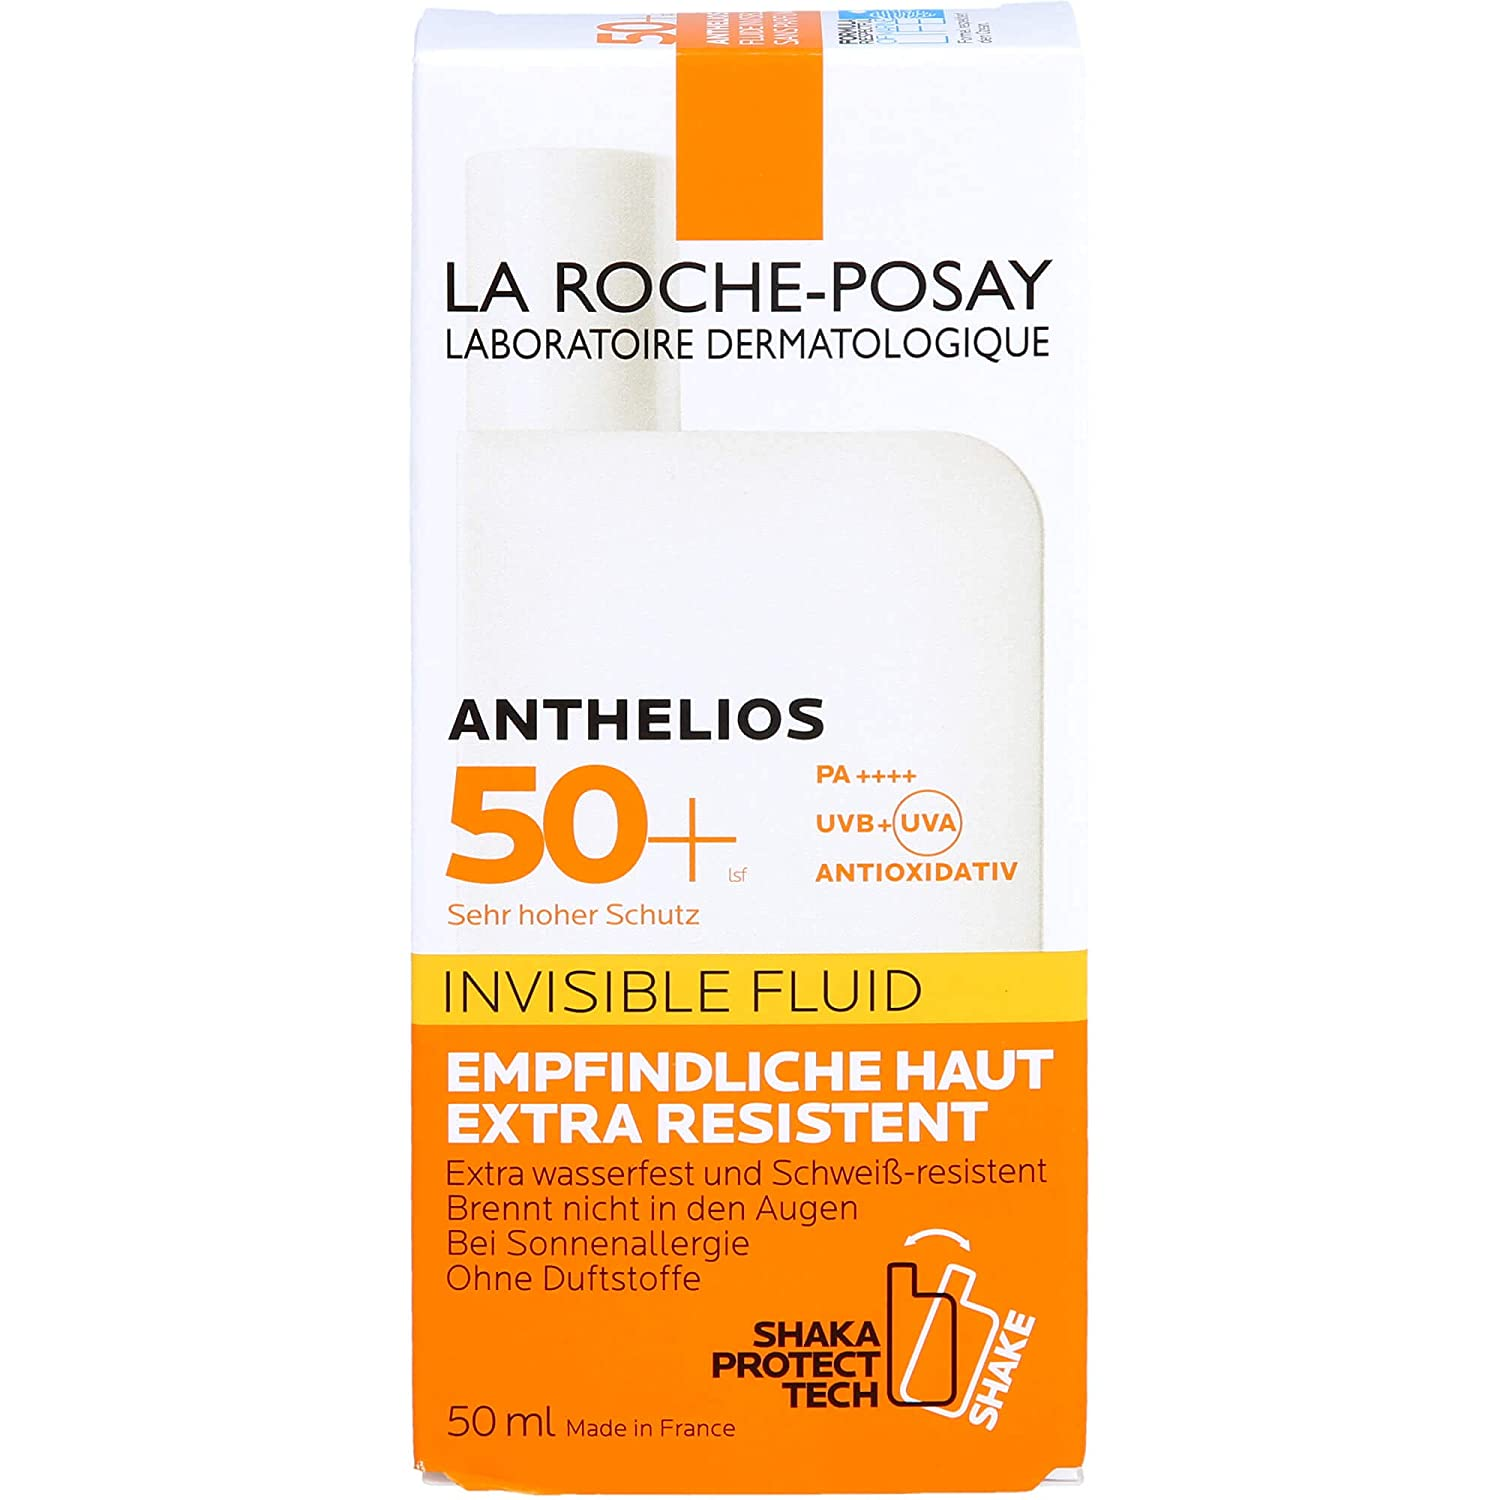 50+
LA ROCHE-POSAY
LABORATOIRE DERMATOLOGIQUE
ANTHELIOS
50+
lsf
Sehr hoher Schutz
PA ++++
UVB+UVA
ANTIOXIDATIV
INVISIBLE FLUID
EMPFINDLICHE HAUT
EXTRA RESISTENT
Extra wasserfest und Schweiß-resistent
Brennt nicht in den Augen
Bei Sonnenallergie
Ohne Duftstoffe
SHAKA
PROTECT
TECH
SHAKE
50 ml Made in France